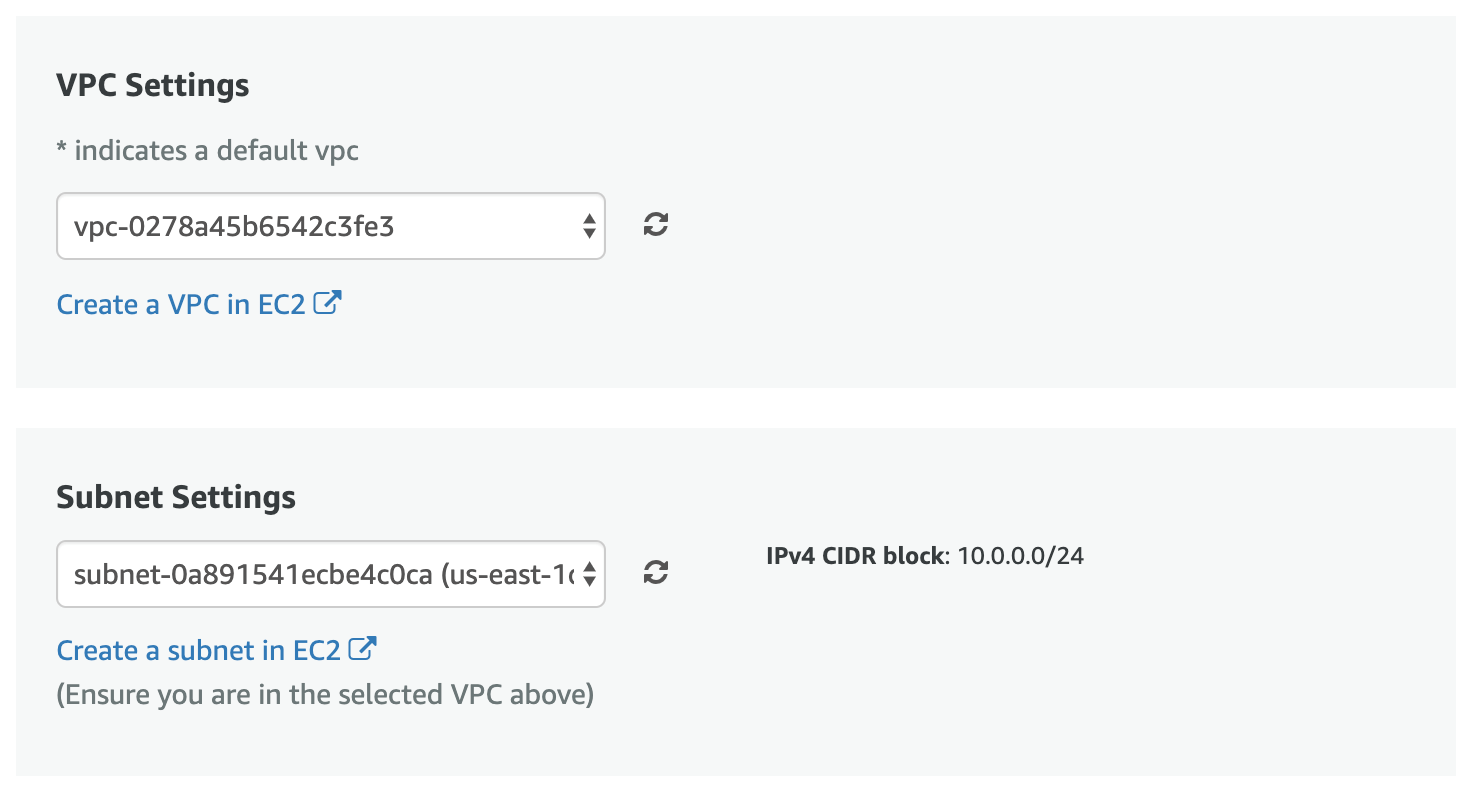 VPC Settings
* indicates a default vpc
vpc-0278a45b6542c3fe3
Create a VPC in EC2
Subnet Settings
subnet-0a891541ecbe4c0ca (us-east-1
IPv4 CIDR block: 10.0.0.0/24
Create a subnet in EC2
(Ensure you are in the selected VPC above)